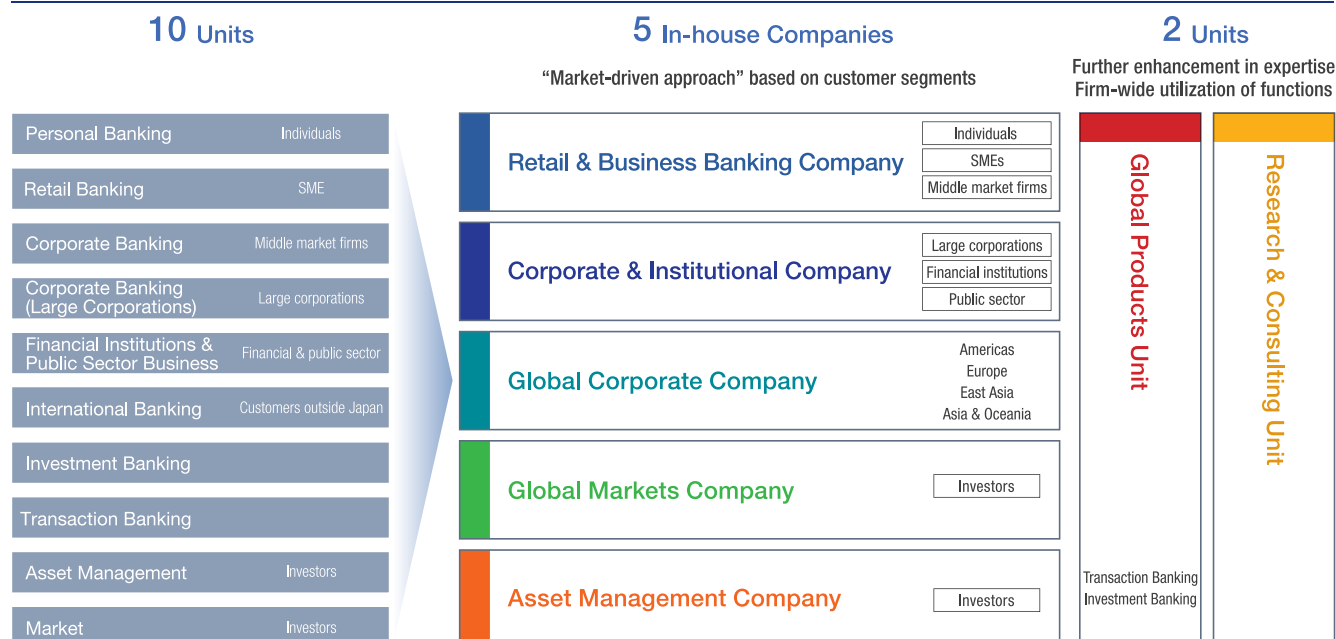 10 Units
Personal Banking Individuals
Retail Banking SME
Corporate Banking Middle market firms
Corporate Banking
(Large Corporations) Large corporations
Financial Institutions &
Public Sector Business Financial & public sector
International Banking Customers outside Japan
Investment Banking
Transaction Banking
Asset Management Investors
Market Investors
5 In-house Companies
“Market-driven approach” based on customer segments
Retail & Business Banking Company
Individuals
SMEs
Middle market firms
Corporate & Institutional Company
Large corporations
Financial institutions
Public sector
Global Corporate Company
Americas
Europe
East Asia
Asia & Oceania
Global Markets Company
Investors
Asset Management Company
Investors
2 Units
Further enhancement in expertise
Firm-wide utilization of functions
Global Products Unit
Transaction Banking
Investment Banking
Research & Consulting Unit